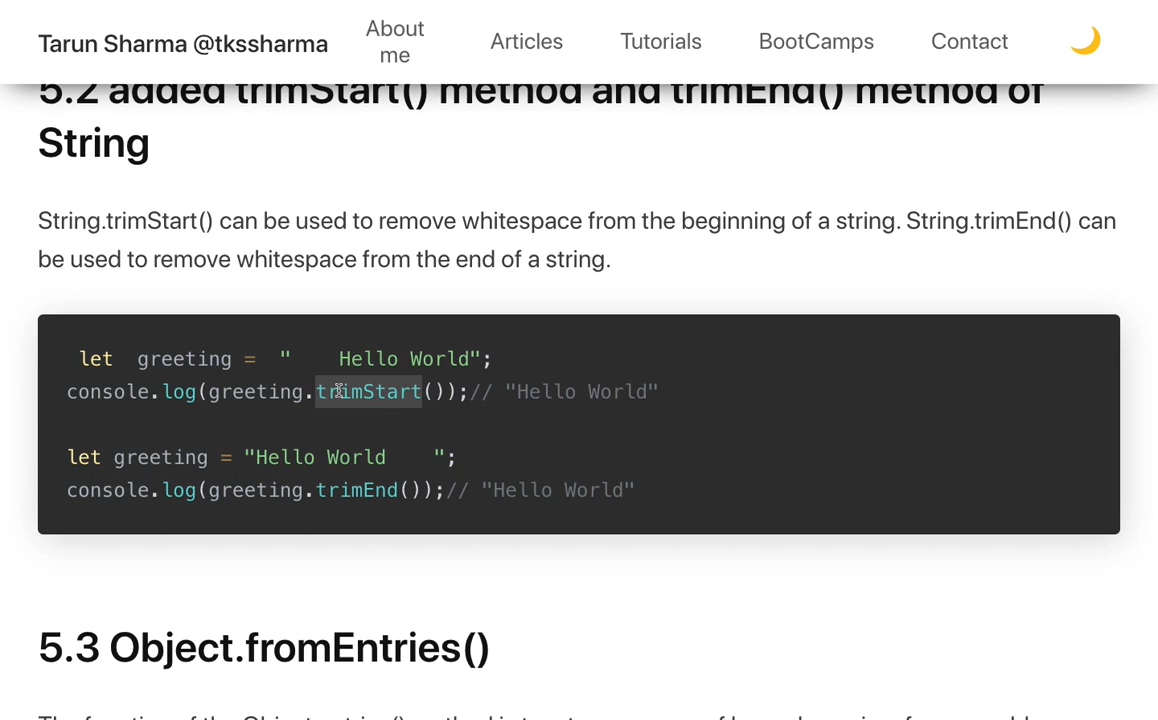 Tarun Sharma @tkssharma
About me
Articles
Tutorials
BootCamps
Contact
5.2 added trimStart() method and trimEnd() method of
String
String.trimStart() can be used to remove whitespace from the beginning of a string. String.trimEnd() can
be used to remove whitespace from the end of a string.
let  greeting =  "    Hello World";
console.log(greeting.trimStart());// "Hello World"
let greeting = "Hello World    ";
console.log(greeting.trimEnd());// "Hello World"
5.3 Object.fromEntries()